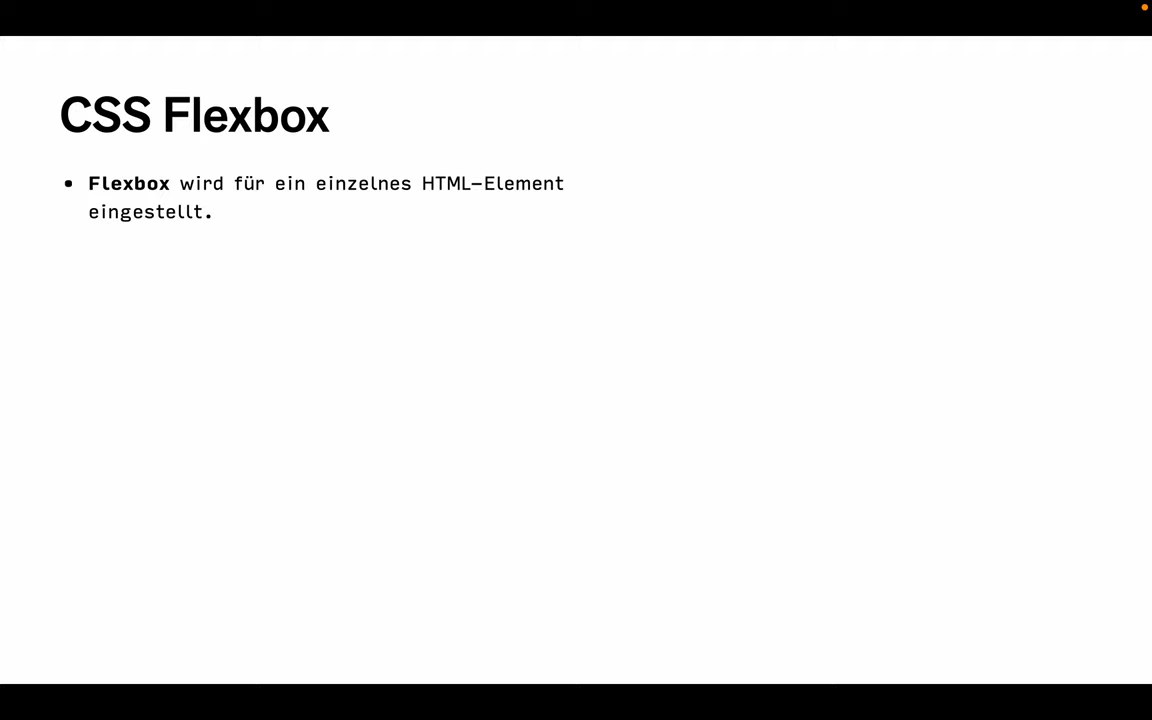 CSS Flexbox
• Flexbox wird für ein einzelnes HTML-Element
eingestellt.